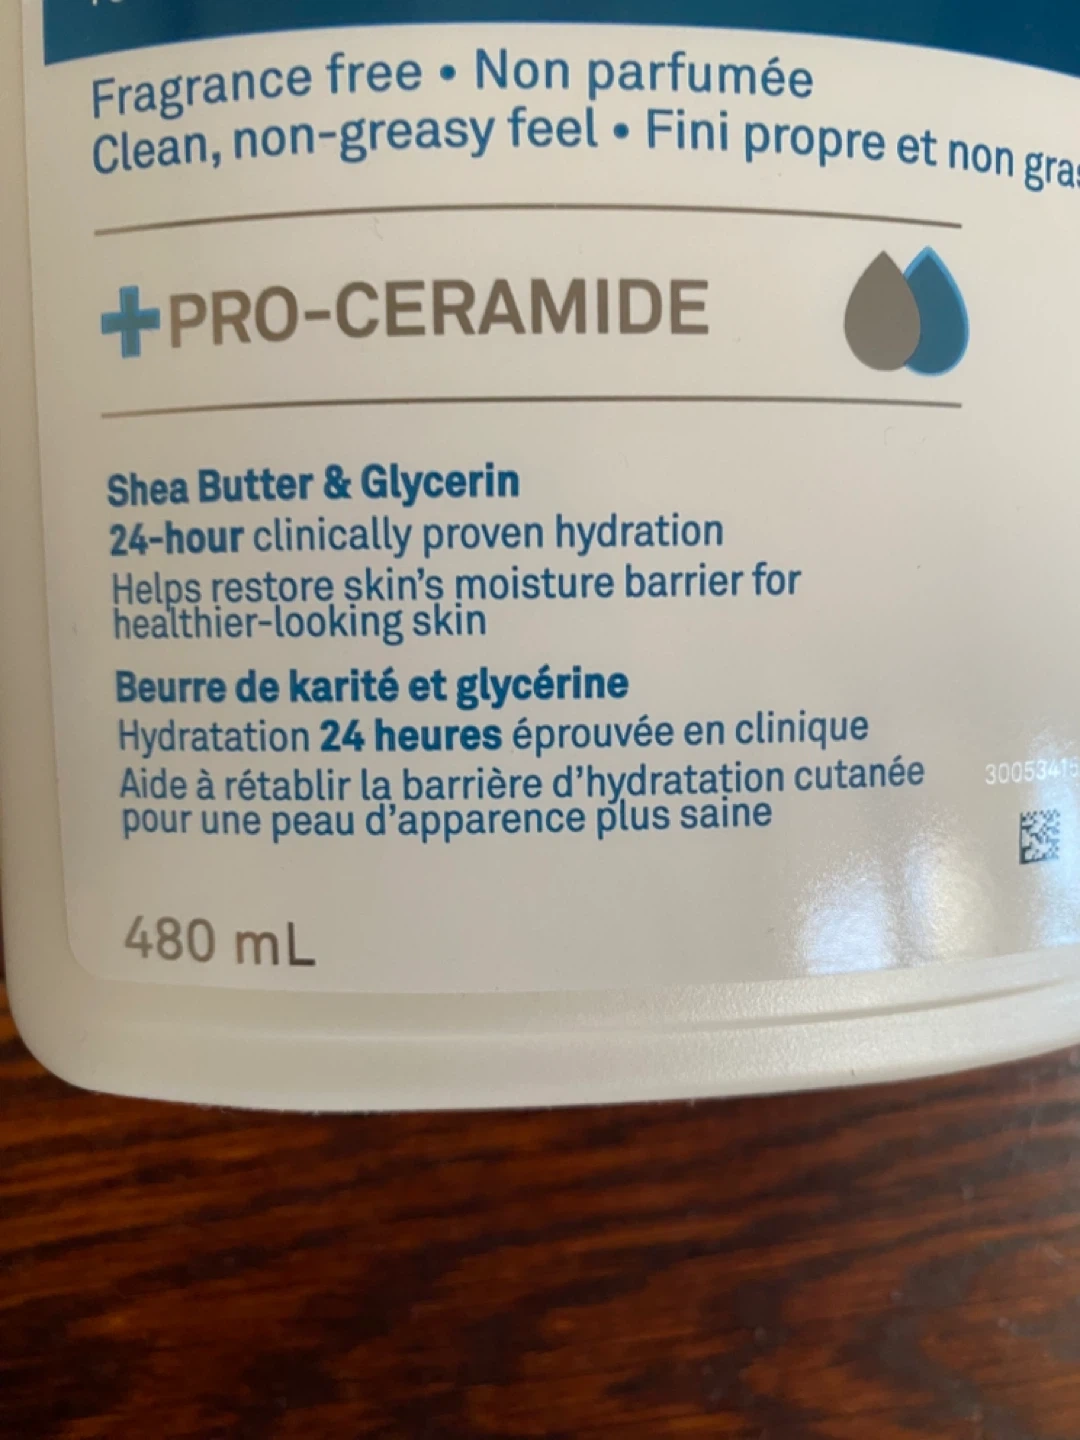 Fragrance free • Non parfumée
Clean, non-greasy feel • Fini propre et non
+PRO-CERAMIDE
Shea Butter & Glycerin
24-hour clinically proven hydration
Helps restore skin's moisture barrier for
healthier-looking skin
Beurre de karité et glycérine
Hydratation 24 heures éprouvée en clinique
Aide à rétablir la barrière d'hydratation cutanée
pour une peau d'apparence plus saine
480 mL